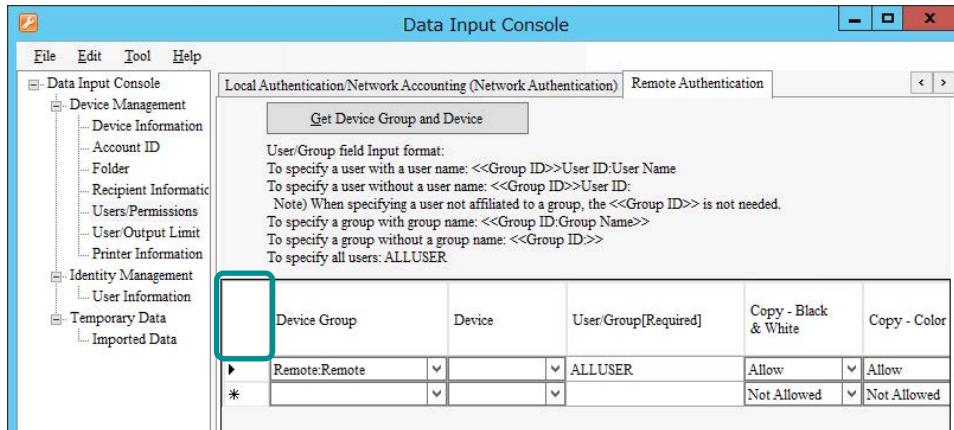 Data Input Console
File Edit Tool Help
Data Input Console
Device Management
Device Information
Account ID
Folder
Recipient Informatic
Users/Permissions
User/Output Limit
Printer Information
Identity Management
User Information
Temporary Data
Imported Data
Local Authentication/Network Accounting (Network Authentication) Remote Authentication
Get Device Group and Device
User/Group field Input format:
To specify a user with a user name: <<Group ID>>User ID:User Name
To specify a user without a user name: <<Group ID>>User ID:
Note) When specifying a user not affiliated to a group, the <<Group ID>> is not needed.
To specify a group with group name: <<Group ID:Group Name>>
To specify a group without a group name: <<Group ID:>>
To specify all users: ALLUSER
Device Group Device User/Group[Required] Copy - Black & White Copy - Color
Remote:Remote ALLUSER Allow Allow
Not Allowed Not Allowed